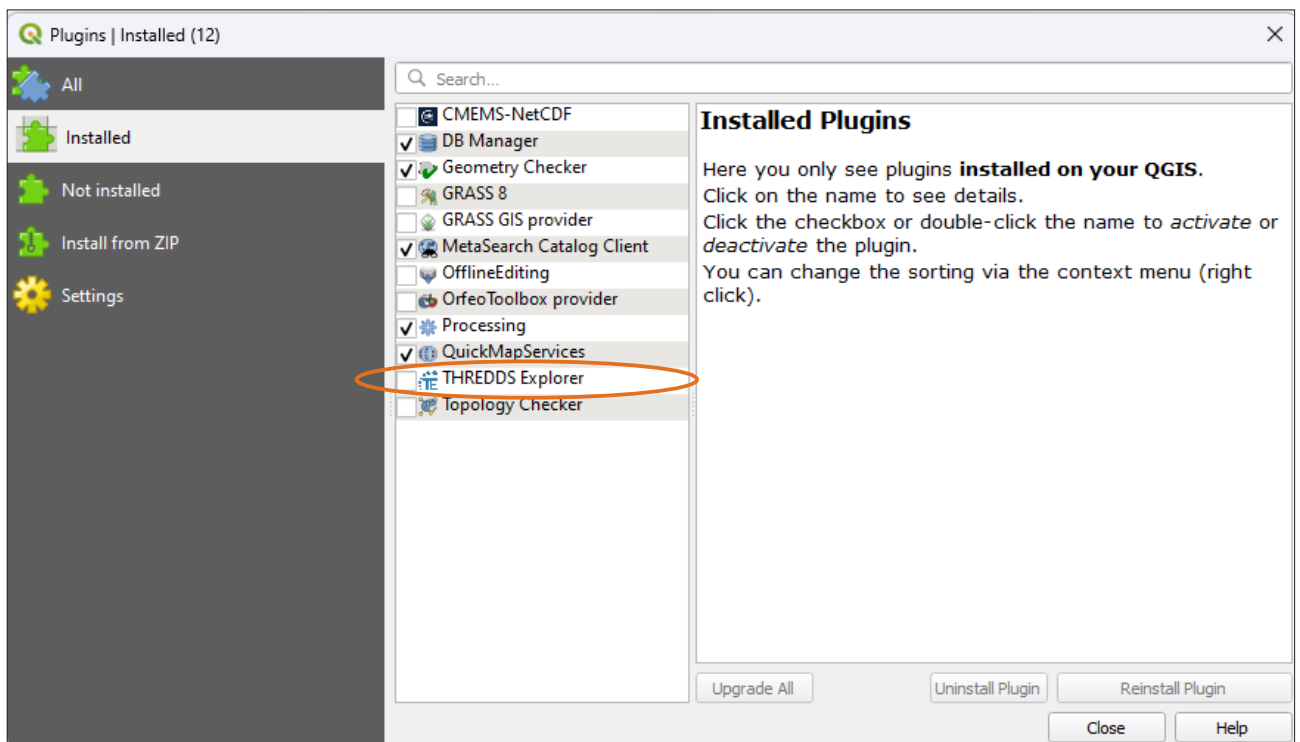 Plugins | Installed (12)
All
Installed
Not installed
Install from ZIP
Settings
Search...
CMEMS-NetCDF
DB Manager
Geometry Checker
GRASS 8
GRASS GIS provider
MetaSearch Catalog Client
OfflineEditing
OrfeoToolbox provider
Processing
QuickMapServices
THREDDS Explorer
Topology Checker
Installed Plugins
Here you only see plugins installed on your QGIS.
Click on the name to see details.
Click the checkbox or double-click the name to activate or
deactivate the plugin.
You can change the sorting via the context menu (right
click).
Upgrade All
Uninstall Plugin
Reinstall Plugin
Close
Help